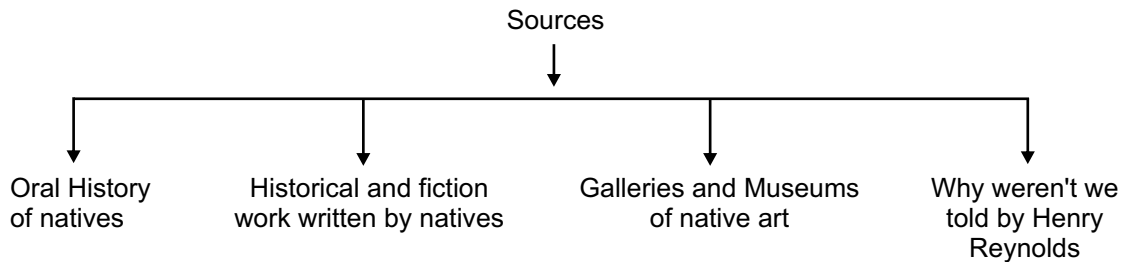 Sources
Oral History
of natives
Historical and fiction
work written by natives
Galleries and Museums
of native art
Why weren't we
told by Henry
Reynolds